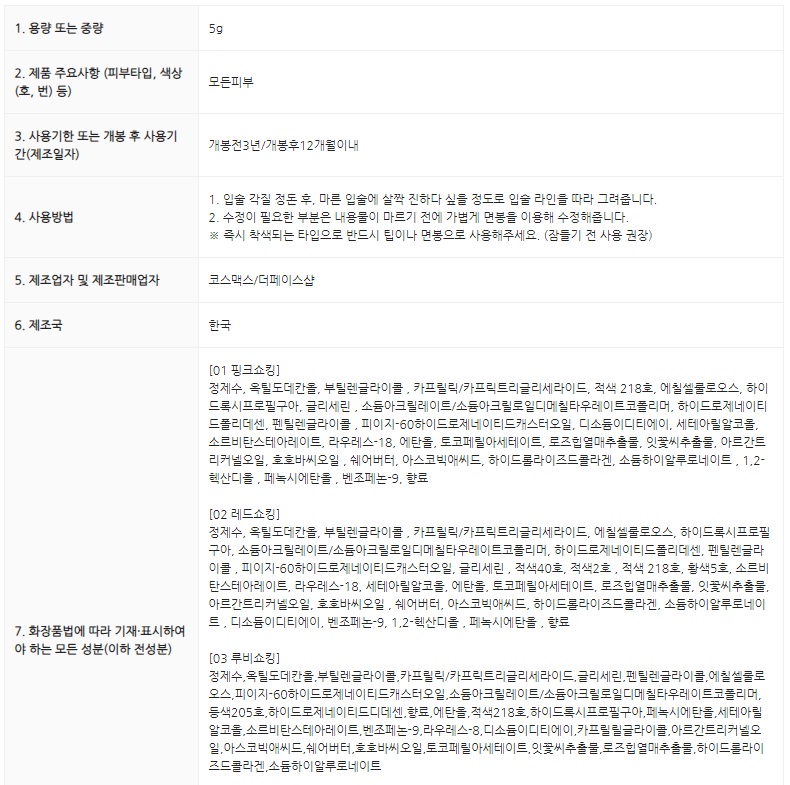 1. 용량 또는 중량
5g
2. 제품 주요사항 (피부타입, 색상
(호, 번) 등)
모든피부
3. 사용기한 또는 개봉 후 사용기
간(제조일자)
개봉전3년/개봉후12개월이내
4. 사용방법
1. 입술 각질 정돈 후, 마른 입술에 살짝 진하다 싶을 정도로 입술 라인을 따라 그려줍니다.
2. 수정이 필요한 부분은 내용물이 마르기 전에 가볍게 면봉을 이용해 수정해줍니다.
※ 즉시 착색되는 타입으로 반드시 팁이나 면봉으로 사용해주세요. (잠들기 전 사용 권장)
5. 제조업자 및 제조판매업자
코스맥스/더페이스샵
6. 제조국
한국
7. 화장품법에 따라 기재·표시하여
야 하는 모든 성분(이하 전성분)
[01 핑크쇼킹]
정제수, 옥틸도데칸올, 부틸렌글라이콜 , 카프릴릭/카프릭트리글리세라이드, 적색 218호, 에칠셀룰로오스, 하이
드록시프로필구아, 글리세린 , 소듐아크릴레이트/소듐아크릴로일디메칠타우레이트코폴리머, 하이드로제네이티
드폴리데센, 펜틸렌글라이콜 , 피이지-60하이드로제네이티드캐스터오일, 디소듐이디티에이, 세테아릴알코올,
소르비탄스테아레이트, 라우레스-18, 에탄올, 토코페릴아세테이트, 로즈힙열매추출물, 잇꽃씨추출물, 아르간트
리커넬오일, 호호바씨오일 , 쉐어버터, 아스코빅애씨드, 하이드롤라이즈드콜라겐, 소듐하이알루로네이트 , 1,2-
헥산디올 , 페녹시에탄올 , 벤조페논-9, 향료
[02 레드쇼킹]
정제수, 옥틸도데칸올, 부틸렌글라이콜 , 카프릴릭/카프릭트리글리세라이드, 에칠셀룰로오스, 하이드록시프로필
구아, 소듐아크릴레이트/소듐아크릴로일디메칠타우레이트코폴리머, 하이드로제네이티드폴리데센, 펜틸렌글라
이콜 , 피이지-60하이드로제네이티드캐스터오일, 글리세린 , 적색40호, 적색2호 , 적색 218호, 황색5호, 소르비
탄스테아레이트, 라우레스-18, 세테아릴알코올, 에탄올, 토코페릴아세테이트, 로즈힙열매추출물, 잇꽃씨추출물,
아르간트리커넬오일, 호호바씨오일 , 쉐어버터, 아스코빅애씨드, 하이드롤라이즈드콜라겐, 소듐하이알루로네이
트 , 디소듐이디티에이, 벤조페논-9, 1,2-헥산디올 , 페녹시에탄올 , 향료
[03 루비쇼킹]
정제수,옥틸도데칸올,부틸렌글라이콜,카프릴릭/카프릭트리글리세라이드,글리세린,펜틸렌글라이콜,에칠셀룰로
오스,피이지-60하이드로제네이티드캐스터오일,소듐아크릴레이트/소듐아크릴로일디메칠타우레이트코폴리머,
등색205호,하이드로제네이티드디데센,향료,에탄올,적색218호,하이드록시프로필구아,페녹시에탄올,세테아릴
알코올,소르비탄스테아레이트,벤조페논-9,라우레스-8,디소듐이디티에이,카프릴릴글라이콜,아르간트리커넬오
일,아스코빅애씨드,쉐어버터,호호바씨오일,토코페릴아세테이트,잇꽃씨추출물,로즈힙열매추출물,하이드롤라이
즈드콜라겐,소듐하이알루로네이트